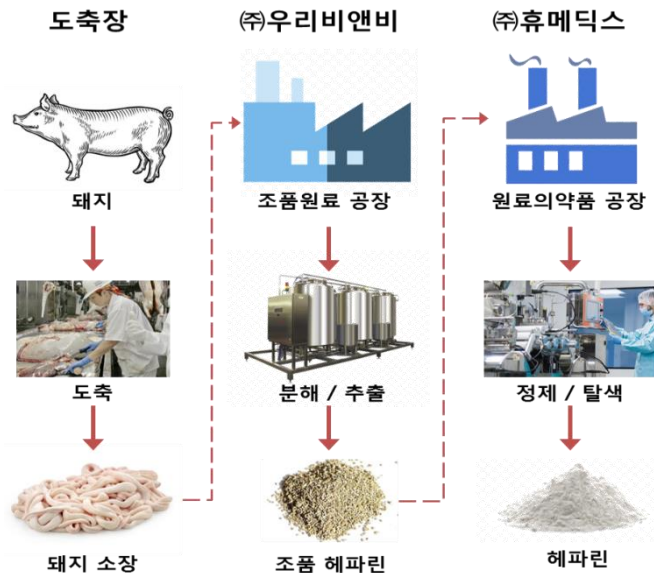 도축장
㈜우리비앤비
㈜휴메딕스
돼지
조품원료 공장
원료의약품 공장
도축
분해 / 추출
정제 / 탈색
돼지 소장
조품 헤파린
헤파린